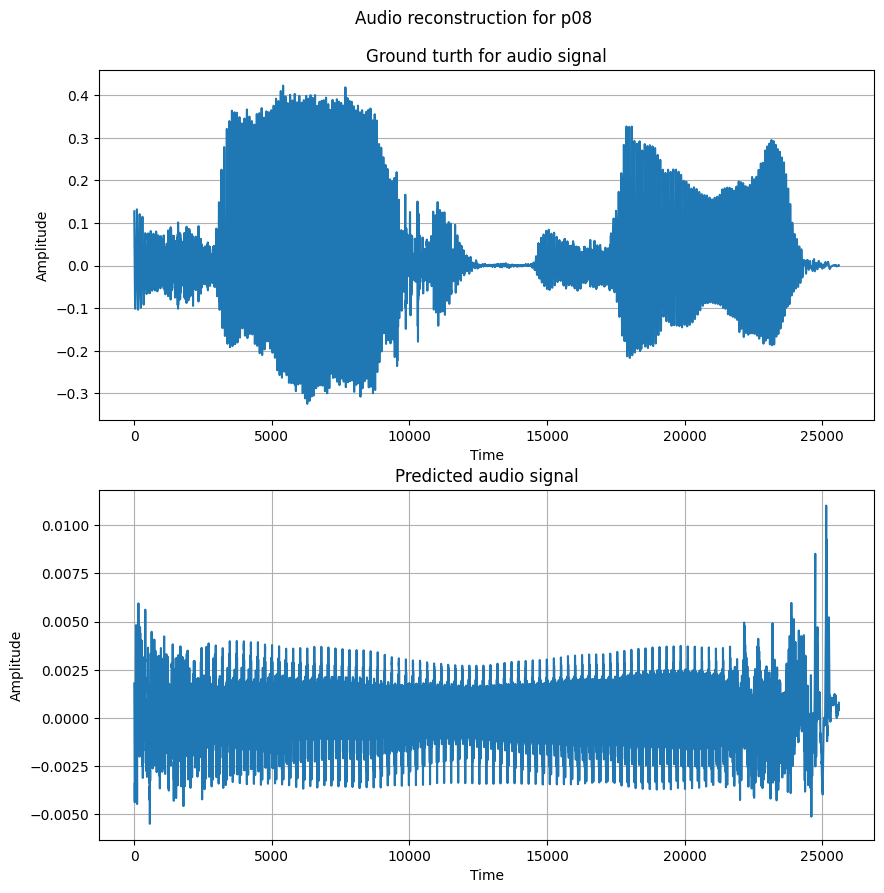 Audio reconstruction for p08
Ground turth for audio signal
0.4
0.3
0.2
0.1
0.0
−0.1
−0.2
−0.3
Amplitude
0 5000 10000 15000 20000 25000
Time
Predicted audio signal
0.0100
0.0075
0.0050
0.0025
0.0000
−0.0025
−0.0050
Amplitude
0 5000 10000 15000 20000 25000
Time